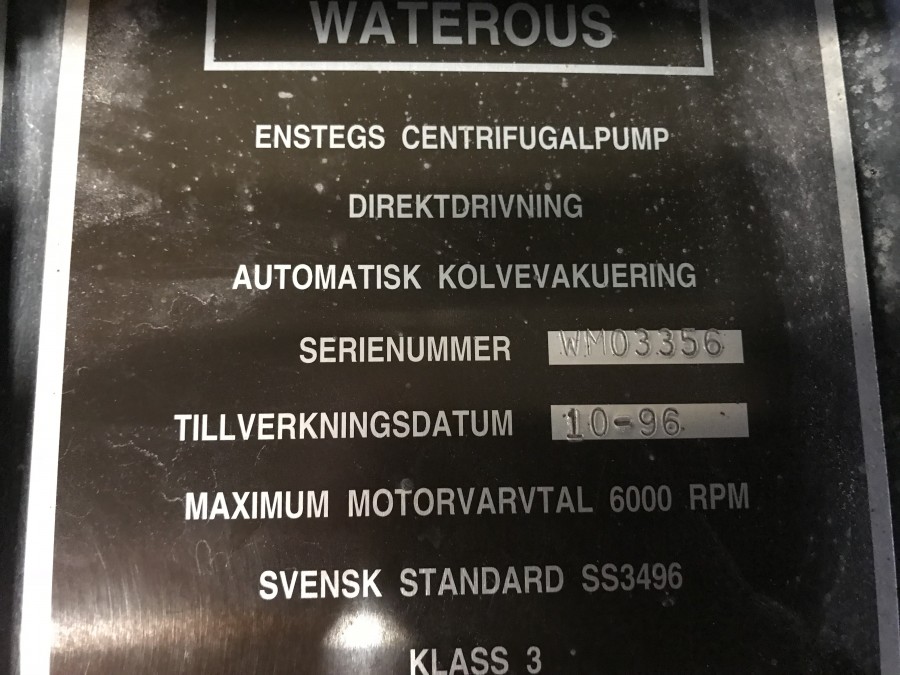 WATEROUS
ENSTEGS CENTRIFUGALPUMP
DIREKTDRIVNING
AUTOMATISK KOLVEVAKUERING
SERIENUMMER WM03356
TILLVERKNINGSDATUM 10-96
MAXIMUM MOTORVARVTAL 6000 RPM
SVENSK STANDARD SS3496
KLASS 3